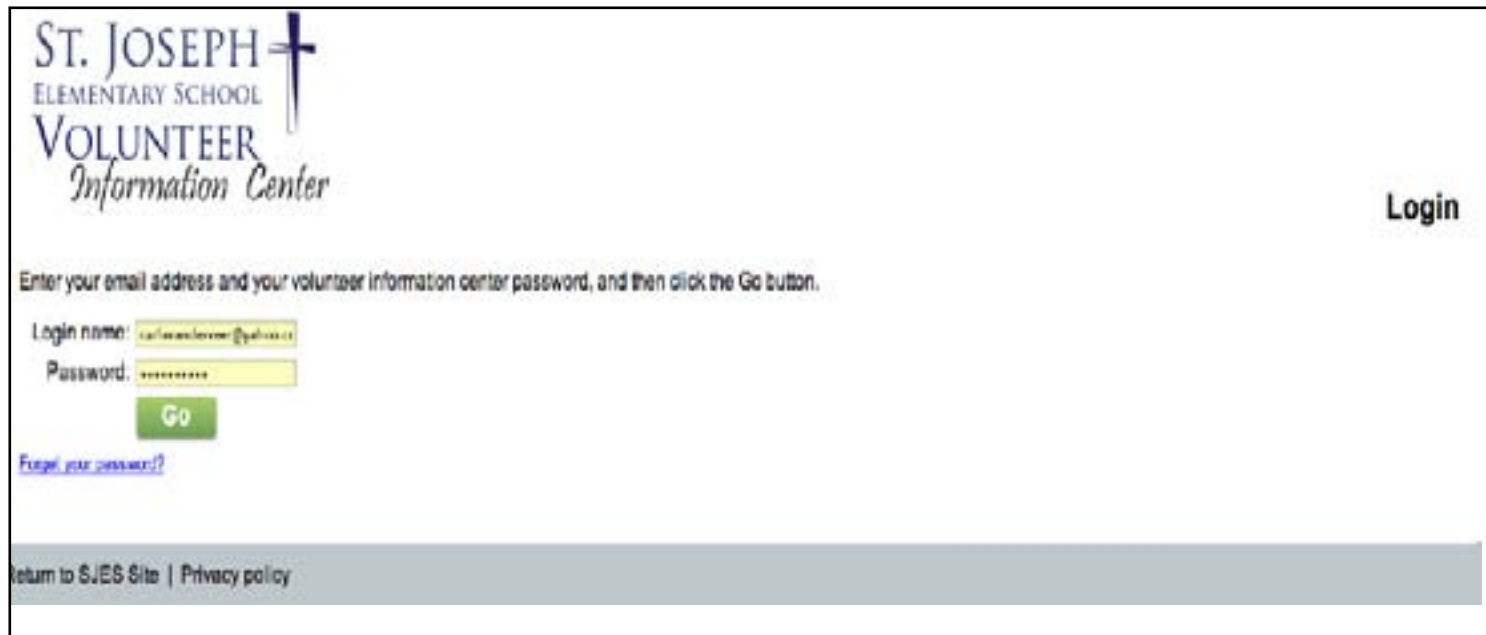 ST. JOSEPH
ELEMENTARY SCHOOL
VOLUNTEER
Information Center
Login
Enter your email address and your volunteer information center password, and then click the Go button.
Login name:
Password: ••••••••••
Go
Forget your password?
Return to SJES Site | Privacy policy